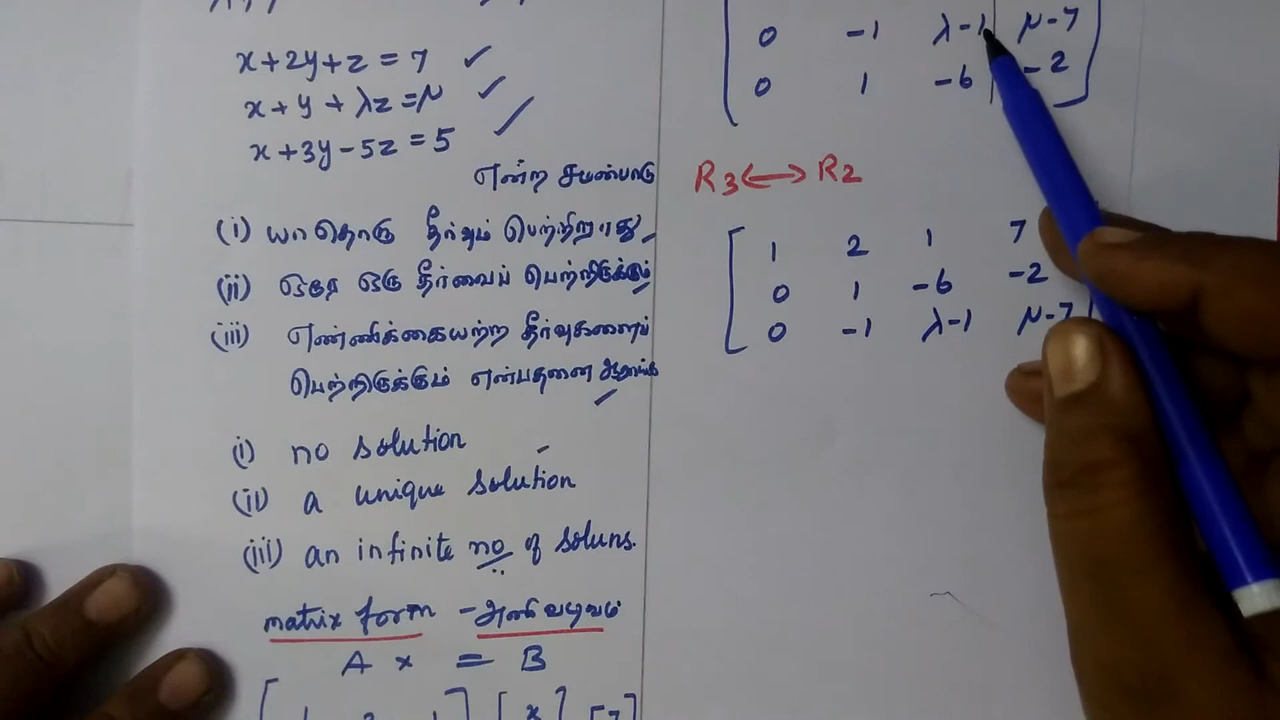 x + 2y + z = 7
x + y + λz = μ
x + 3y - 5z = 5
என்ற சமன்பாடு
(i) யாதொரு தீர்வும் பெற்றிராது
(ii) ஒரே ஒரு தீர்வைப் பெற்றிருக்கும்
(iii) எண்ணிக்கையற்ற தீர்வுகளைப்
பெற்றிருக்கும் என்பதனை ஆராய்க
(i) no solution
(ii) a unique solution
(iii) an infinite no of soluns.
matrix form - அணி வடிவம்
A x = B
x 7
0 -1 λ-1 μ-7
0 1 -6 -2
R3 ↔ R2
1 2 1 7
0 1 -6 -2
0 -1 λ-1 μ-7